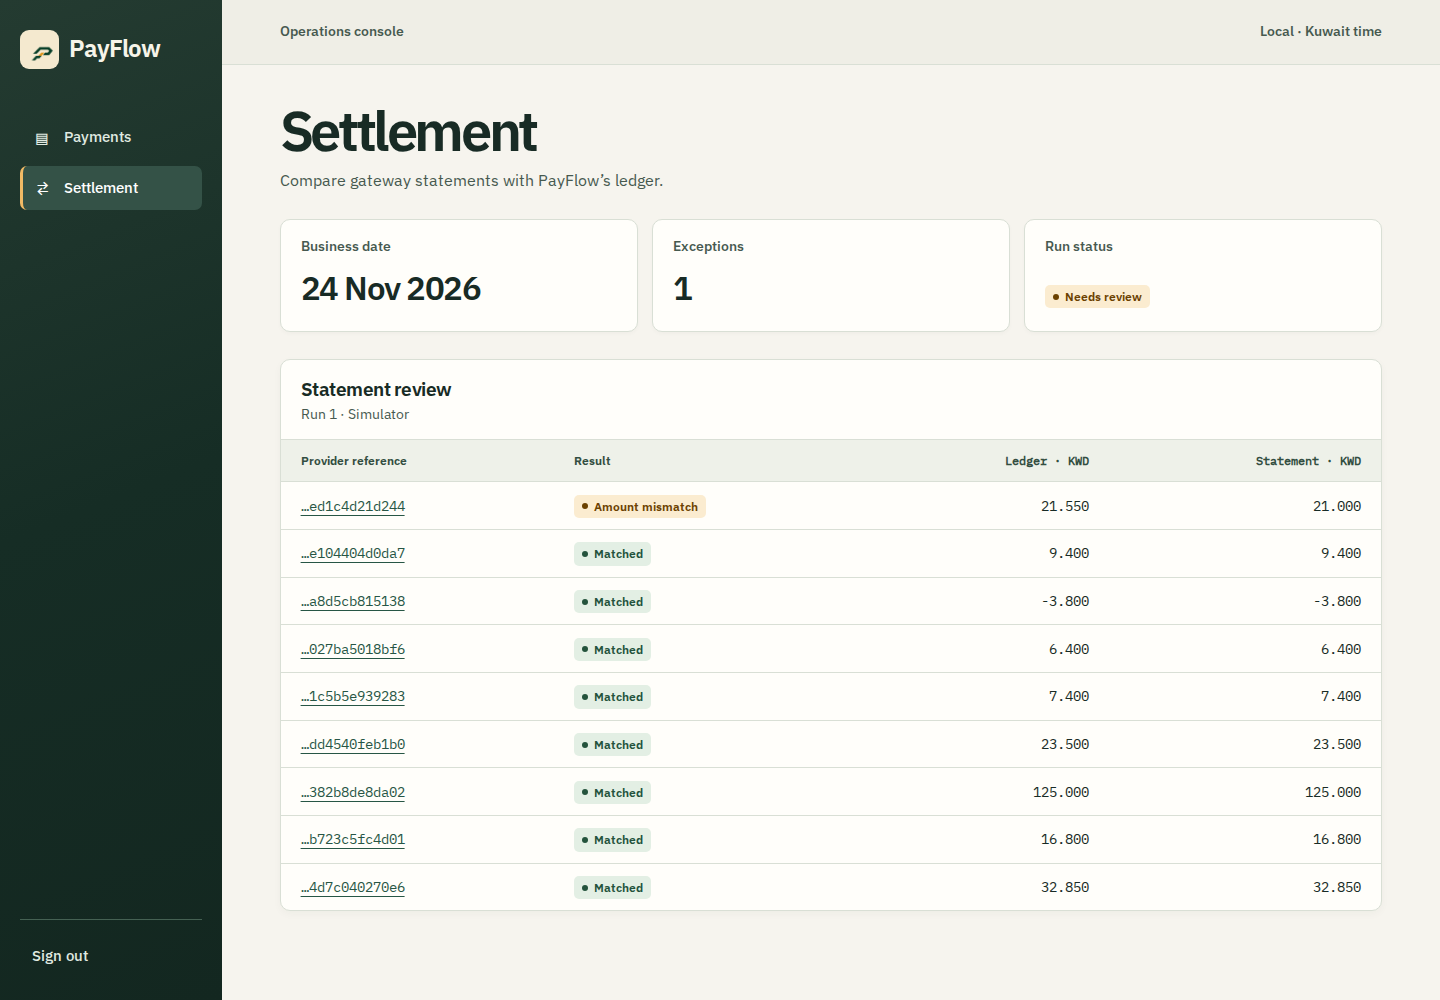 PayFlow
Payments
Settlement
Sign out
Operations console
Local · Kuwait time
Settlement
Compare gateway statements with PayFlow’s ledger.
Business date
24 Nov 2026
Exceptions
1
Run status
Needs review
Statement review
Run 1 · Simulator
Provider reference Result Ledger · KWD Statement · KWD
…ed1c4d21d244 Amount mismatch 21.550 21.000
…e104404d0da7 Matched 9.400 9.400
…a8d5cb815138 Matched -3.800 -3.800
…027ba5018bf6 Matched 6.400 6.400
…1c5b5e939283 Matched 7.400 7.400
…dd4540feb1b0 Matched 23.500 23.500
…382b8de8da02 Matched 125.000 125.000
…b723c5fc4d01 Matched 16.800 16.800
…4d7c040270e6 Matched 32.850 32.850